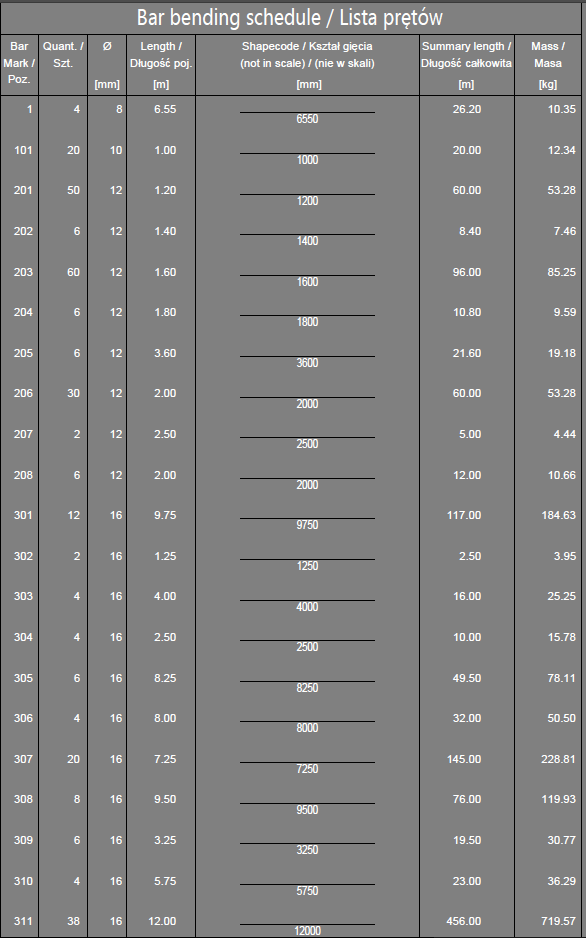 Bar bending schedule / Lista prętów
Bar Mark / Poz. Quant. / Szt. Ø [mm] Length / Długość poj. [m] Shapecode / Kształ gięcia (not in scale) / (nie w skali) [mm] Summary length / Długość całkowita [m] Mass / Masa [kg]
1 4 8 6.55 6550 26.20 10.35
101 20 10 1.00 1000 20.00 12.34
201 50 12 1.20 1200 60.00 53.28
202 6 12 1.40 1400 8.40 7.46
203 60 12 1.60 1600 96.00 85.25
204 6 12 1.80 1800 10.80 9.59
205 6 12 3.60 3600 21.60 19.18
206 30 12 2.00 2000 60.00 53.28
207 2 12 2.50 2500 5.00 4.44
208 6 12 2.00 2000 12.00 10.66
301 12 16 9.75 9750 117.00 184.63
302 2 16 1.25 1250 2.50 3.95
303 4 16 4.00 4000 16.00 25.25
304 4 16 2.50 2500 10.00 15.78
305 6 16 8.25 8250 49.50 78.11
306 4 16 8.00 8000 32.00 50.50
307 20 16 7.25 7250 145.00 228.81
308 8 16 9.50 9500 76.00 119.93
309 6 16 3.25 3250 19.50 30.77
310 4 16 5.75 5750 23.00 36.29
311 38 16 12.00 12000 456.00 719.57